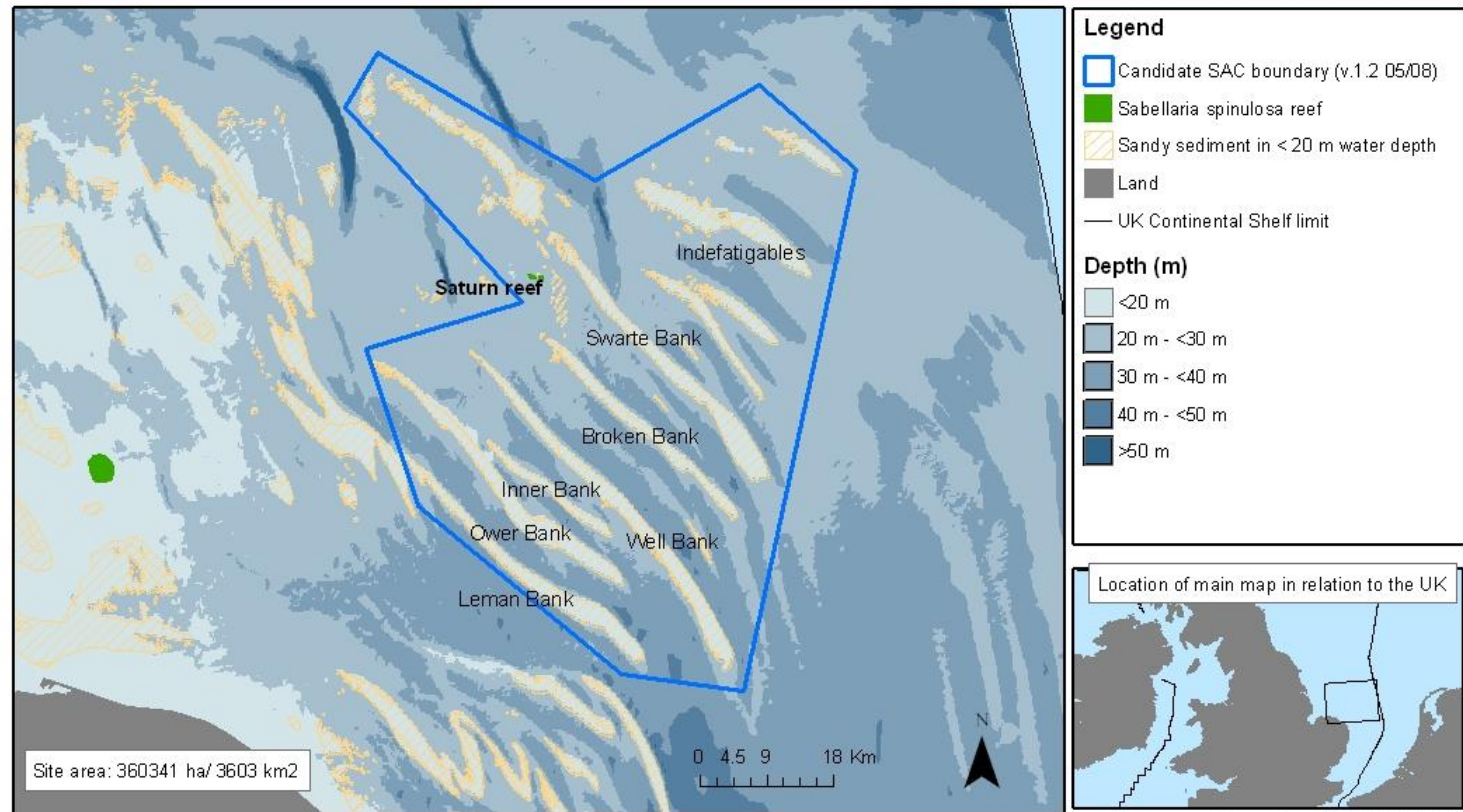 Saturn reef
Indefatigables
Swarte Bank
Broken Bank
Inner Bank
Ower Bank
Well Bank
Leman Bank
N
0 4.5 9 18 Km
Site area: 360341 ha/ 3603 km2
Legend
Candidate SAC boundary (v.1.2 05/08)
Sabellaria spinulosa reef
Sandy sediment in < 20 m water depth
Land
UK Continental Shelf limit
Depth (m)
<20 m
20 m - <30 m
30 m - <40 m
40 m - <50 m
>50 m
Location of main map in relation to the UK